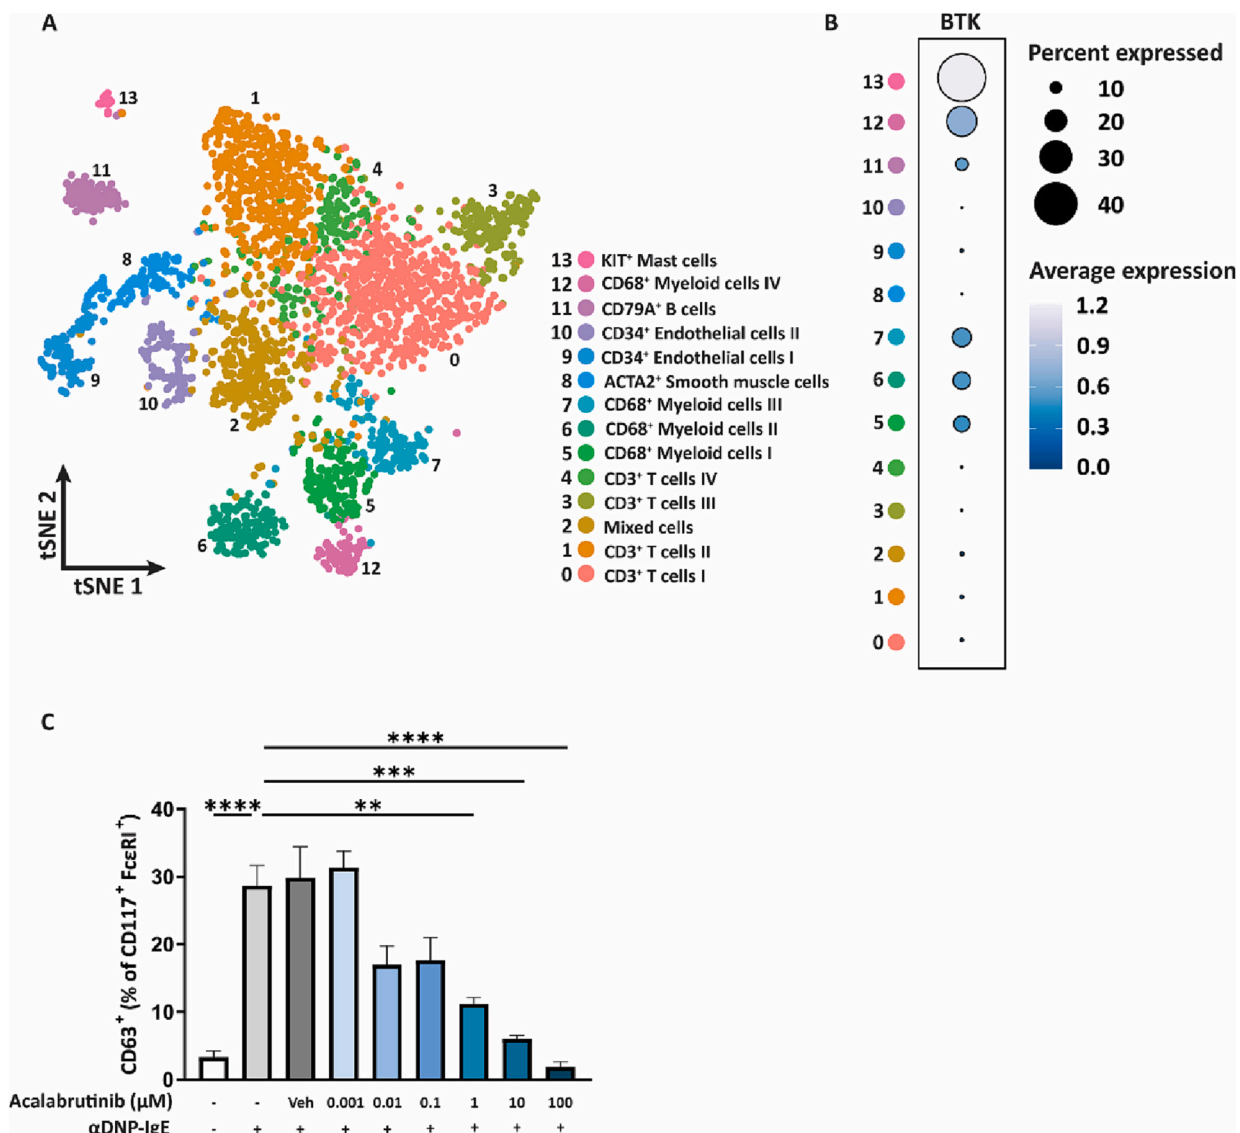 A
13
1
4
11
3
8
0
9
10
2
7
5
6
12
tSNE 2
tSNE 1
13 KIT⁺ Mast cells
12 CD68⁺ Myeloid cells IV
11 CD79A⁺ B cells
10 CD34⁺ Endothelial cells II
9 CD34⁺ Endothelial cells I
8 ACTA2⁺ Smooth muscle cells
7 CD68⁺ Myeloid cells III
6 CD68⁺ Myeloid cells II
5 CD68⁺ Myeloid cells I
4 CD3⁺ T cells IV
3 CD3⁺ T cells III
2 Mixed cells
1 CD3⁺ T cells II
0 CD3⁺ T cells I
B
BTK
13
12
11
10
9
8
7
6
5
4
3
2
1
0
Percent expressed
10
20
30
40
Average expression
1.2
0.9
0.6
0.3
0.0
C
****
***
**** **
CD63⁺ (% of CD117⁺ FcεRI⁺)
40
30
20
10
0
Acalabrutinib (µM) - - Veh 0.001 0.01 0.1 1 10 100
αDNP-IgE - + + + + + + + +